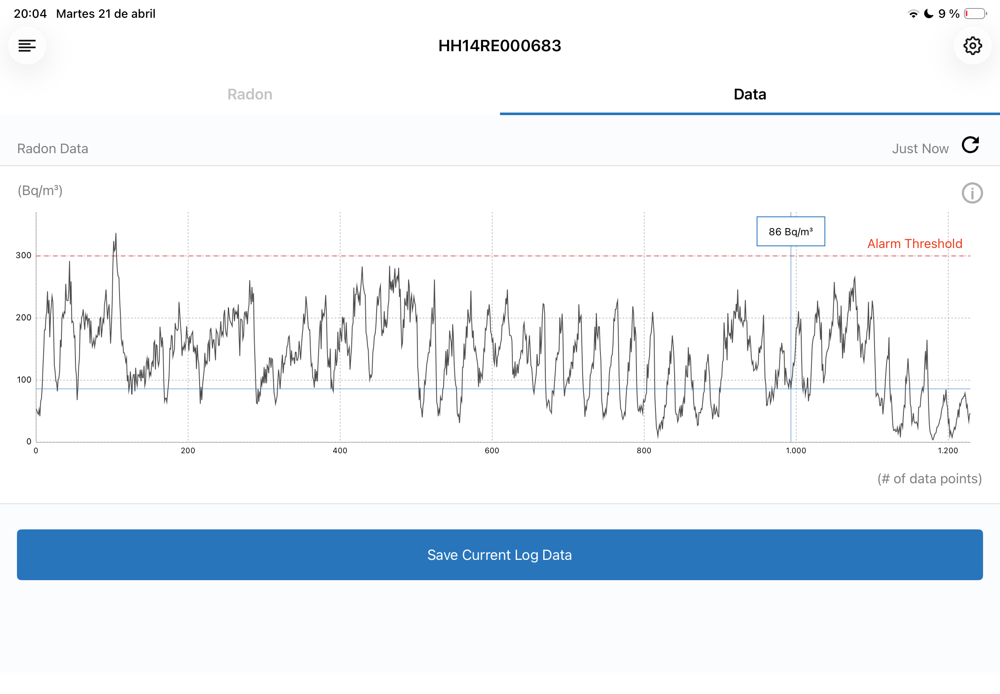 20:04 Martes 21 de abril 9 %
HH14RE000683
Radon Data
Radon Data Just Now
(Bq/m³)
86 Bq/m³
Alarm Threshold
300
200
100
0
0 200 400 600 800 1.000 1.200
(# of data points)
Save Current Log Data